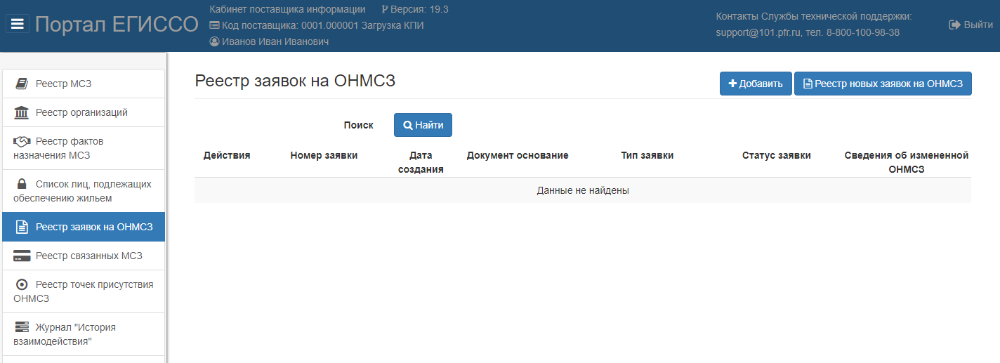 Портал ЕГИССО
Кабинет поставщика информации Версия: 19.3
Код поставщика: 0001.000001 Загрузка КПИ
Иванов Иван Иванович
Контакты Службы технической поддержки:
support@101.pfr.ru, тел. 8-800-100-98-38
Выйти
Реестр МСЗ
Реестр организаций
Реестр фактов
назначения МСЗ
Список лиц, подлежащих
обеспечению жильем
Реестр заявок на ОНМСЗ
Реестр связанных МСЗ
Реестр точек присутствия
ОНМСЗ
Журнал "История
взаимодействия"
Реестр заявок на ОНМСЗ
Добавить
Реестр новых заявок на ОНМСЗ
Поиск
Найти
Действия Номер заявки Дата Документ основание Тип заявки Статус заявки Сведения об измененной
создания ОНМСЗ
Данные не найдены